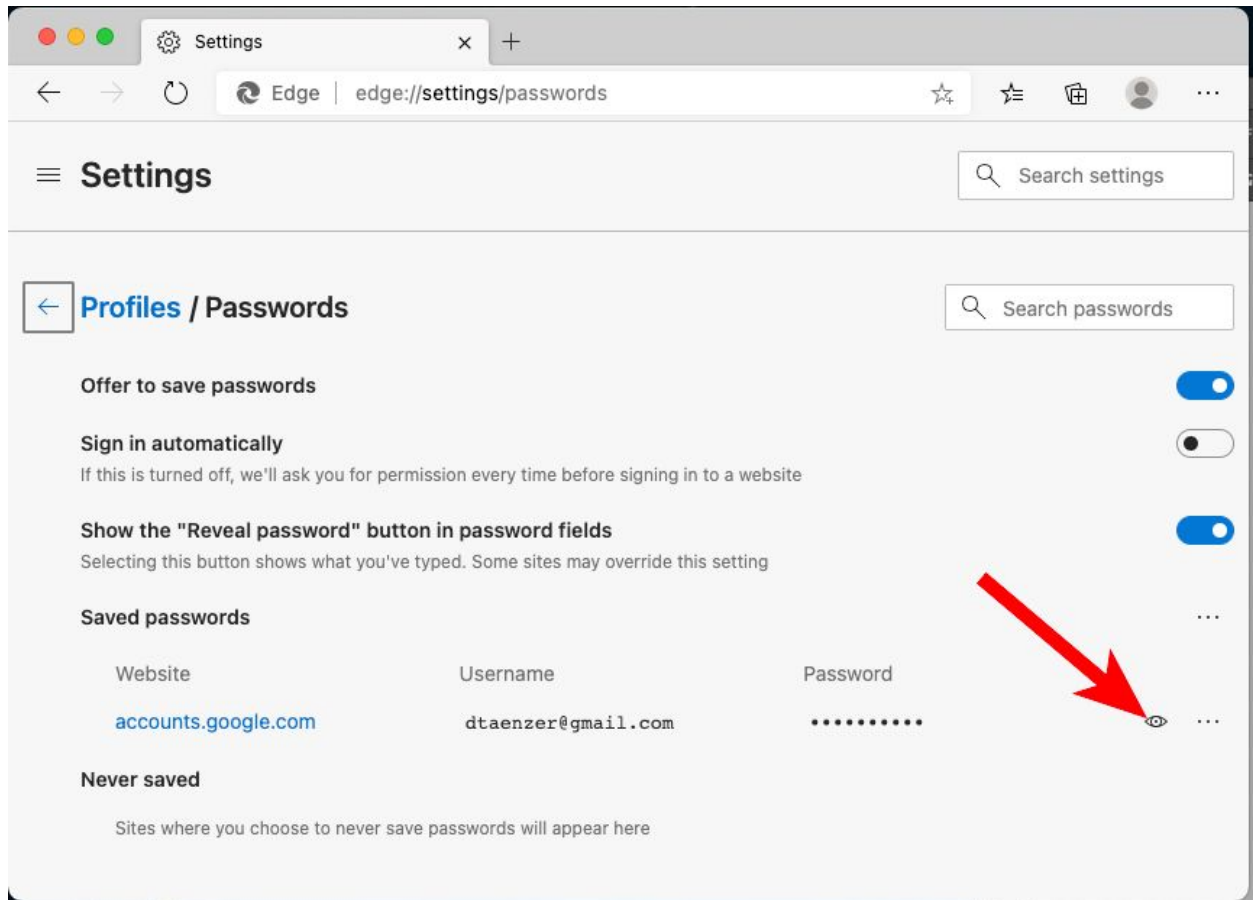 Settings
Edge | edge://settings/passwords
Settings
Search settings
Profiles / Passwords
Search passwords
Offer to save passwords
Sign in automatically
If this is turned off, we'll ask you for permission every time before signing in to a website
Show the "Reveal password" button in password fields
Selecting this button shows what you've typed. Some sites may override this setting
Saved passwords
Website Username Password
accounts.google.com dtaenzer@gmail.com ••••••••••
Never saved
Sites where you choose to never save passwords will appear here